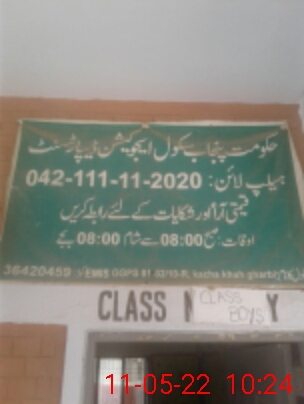 حکومت پنجاب سکول ایجوکیشن ڈیپارٹمنٹ
ہیلپ لائن: 042-111-11-2020
قیمتی آرا اور شکایات کے لئے رابطہ کریں
اوقات: صبح 08:00 سے شام 08:00 بجے
36420459
CLASS
CLASS
BOYS
11-05-22 10:24